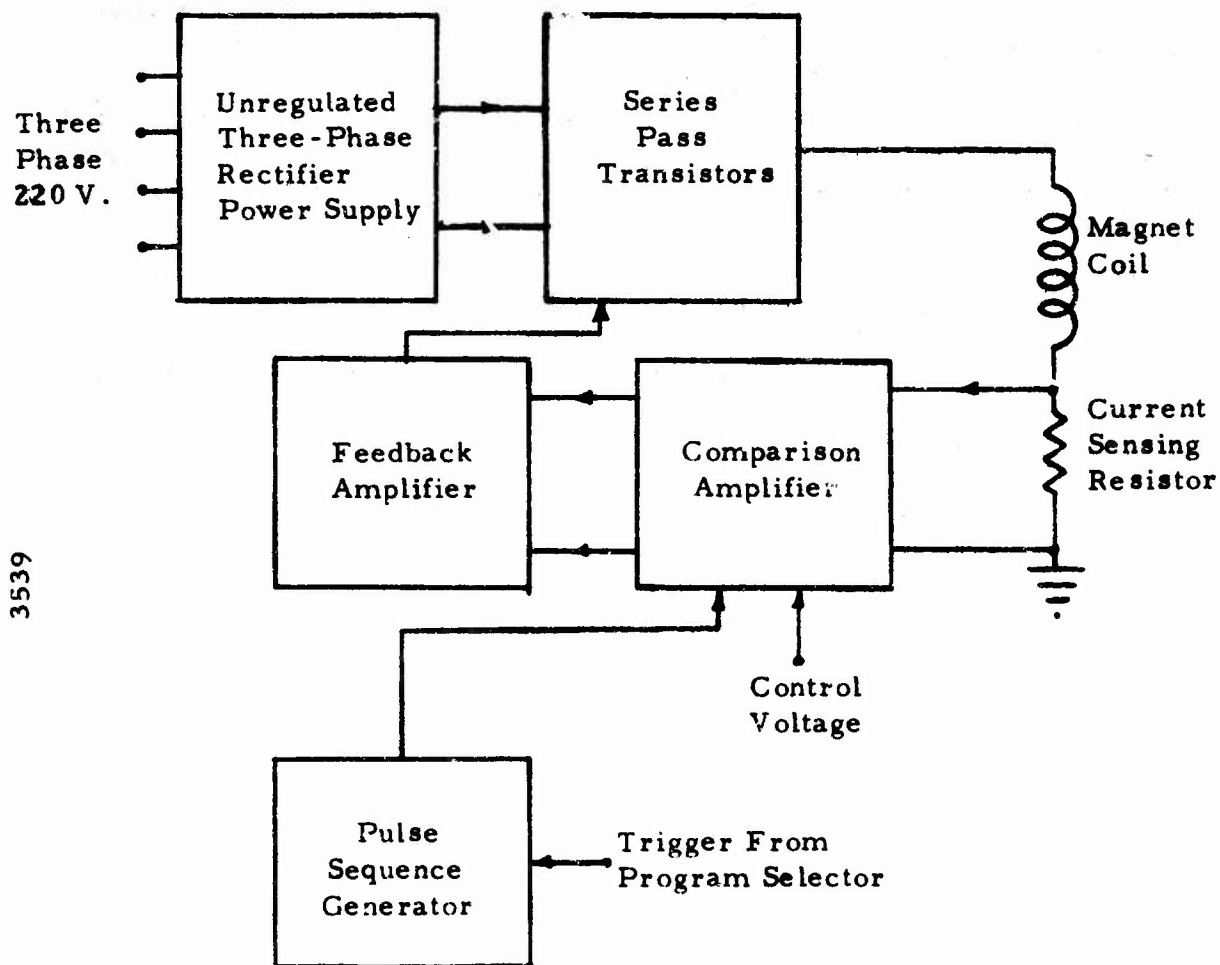 Three
Phase
220 V.
Unregulated
Three-Phase
Rectifier
Power Supply
Series
Pass
Transistors
Magnet
Coil
Feedback
Amplifier
Comparison
Amplifier
Current
Sensing
Resistor
Control
Voltage
Pulse
Sequence
Generator
Trigger From
Program Selector
3539